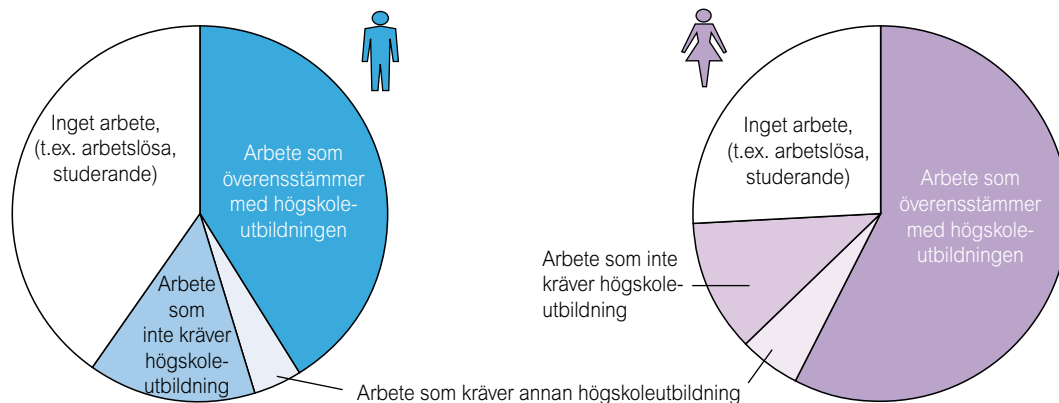 Inget arbete,
(t.ex. arbetslösa,
studerande)
Arbete som
överensstämmer
med högskole-
utbildningen
Arbete
som
inte kräver
högskole-
utbildning
Arbete som kräver annan högskoleutbildning
Inget arbete,
(t.ex. arbetslösa,
studerande)
Arbete som
överensstämmer
med högskole-
utbildningen
Arbete som inte
kräver högskole-
utbildning